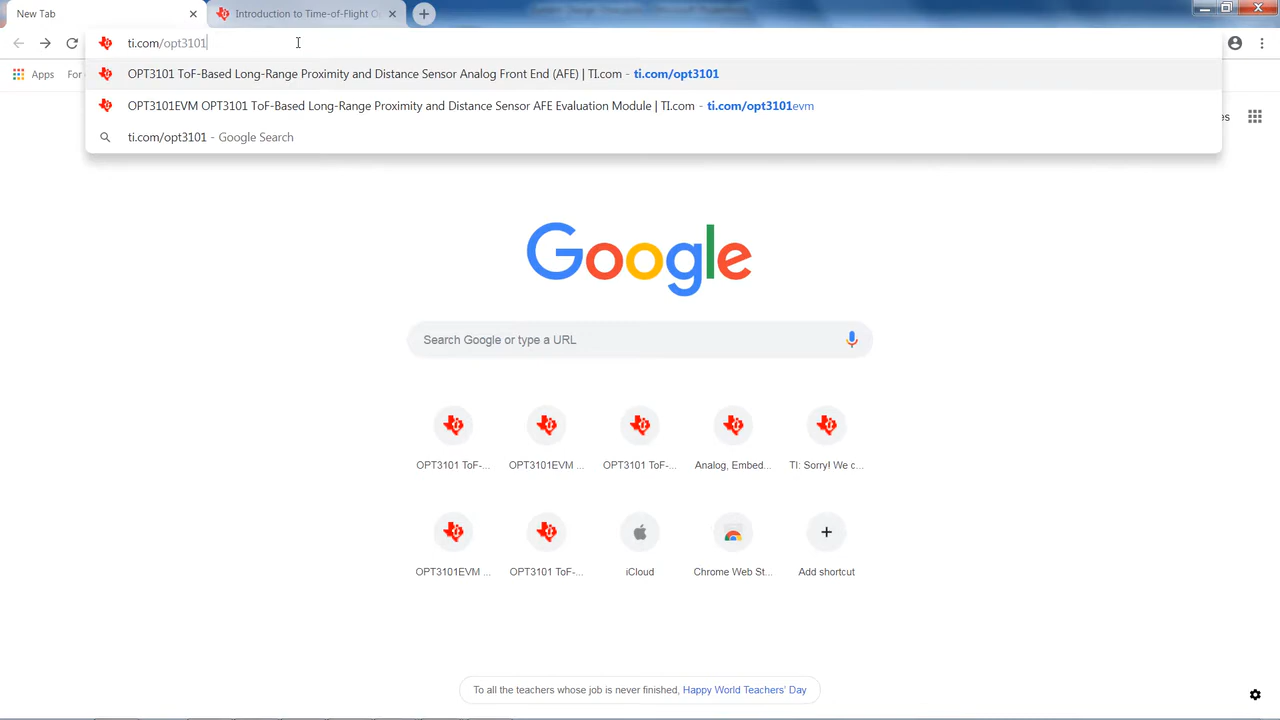 New Tab
Introduction to Time-of-Flight O
ti.com/opt3101
OPT3101 ToF-Based Long-Range Proximity and Distance Sensor Analog Front End (AFE) | TI.com - ti.com/opt3101
OPT3101EVM OPT3101 ToF-Based Long-Range Proximity and Distance Sensor AFE Evaluation Module | TI.com - ti.com/opt3101evm
ti.com/opt3101 - Google Search
Apps For
es
Google
Search Google or type a URL
OPT3101 ToF-... OPT3101EVM ... OPT3101 ToF-... Analog, Embed... TI: Sorry! We c...
OPT3101EVM ... OPT3101 ToF-... iCloud Chrome Web St... Add shortcut
To all the teachers whose job is never finished, Happy World Teachers' Day